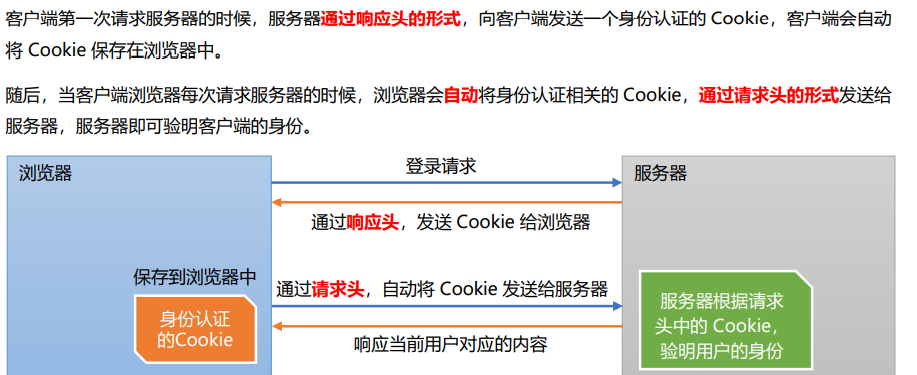 客户端第一次请求服务器的时候，服务器通过响应头的形式，向客户端发送一个身份认证的 Cookie，客户端会自动
将 Cookie 保存在浏览器中。
随后，当客户端浏览器每次请求服务器的时候，浏览器会自动将身份认证相关的 Cookie，通过请求头的形式发送给
服务器，服务器即可验明客户端的身份。
浏览器
登录请求
服务器
通过响应头，发送 Cookie 给浏览器
保存到浏览器中
通过请求头，自动将 Cookie 发送给服务器
身份认证
的Cookie
服务器根据请求
头中的 Cookie，
验明用户的身份
响应当前用户对应的内容